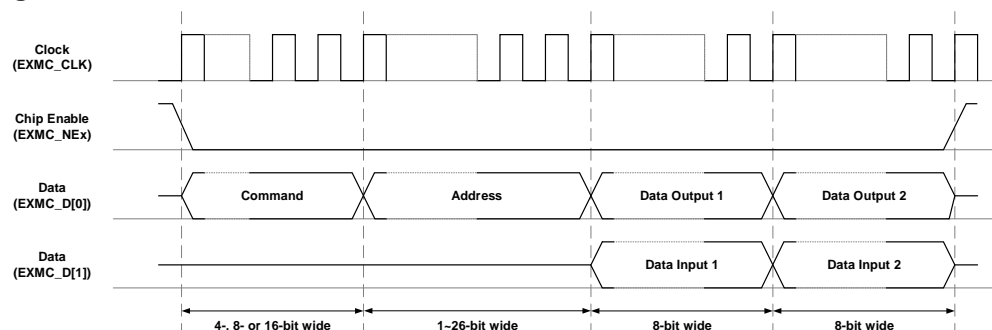 Clock
(EXMC_CLK)
Chip Enable
(EXMC_NEx)
Data
(EXMC_D[0])
Command
Address
Data Output 1
Data Output 2
Data
(EXMC_D[1])
Data Input 1
Data Input 2
4-, 8- or 16-bit wide
1~26-bit wide
8-bit wide
8-bit wide